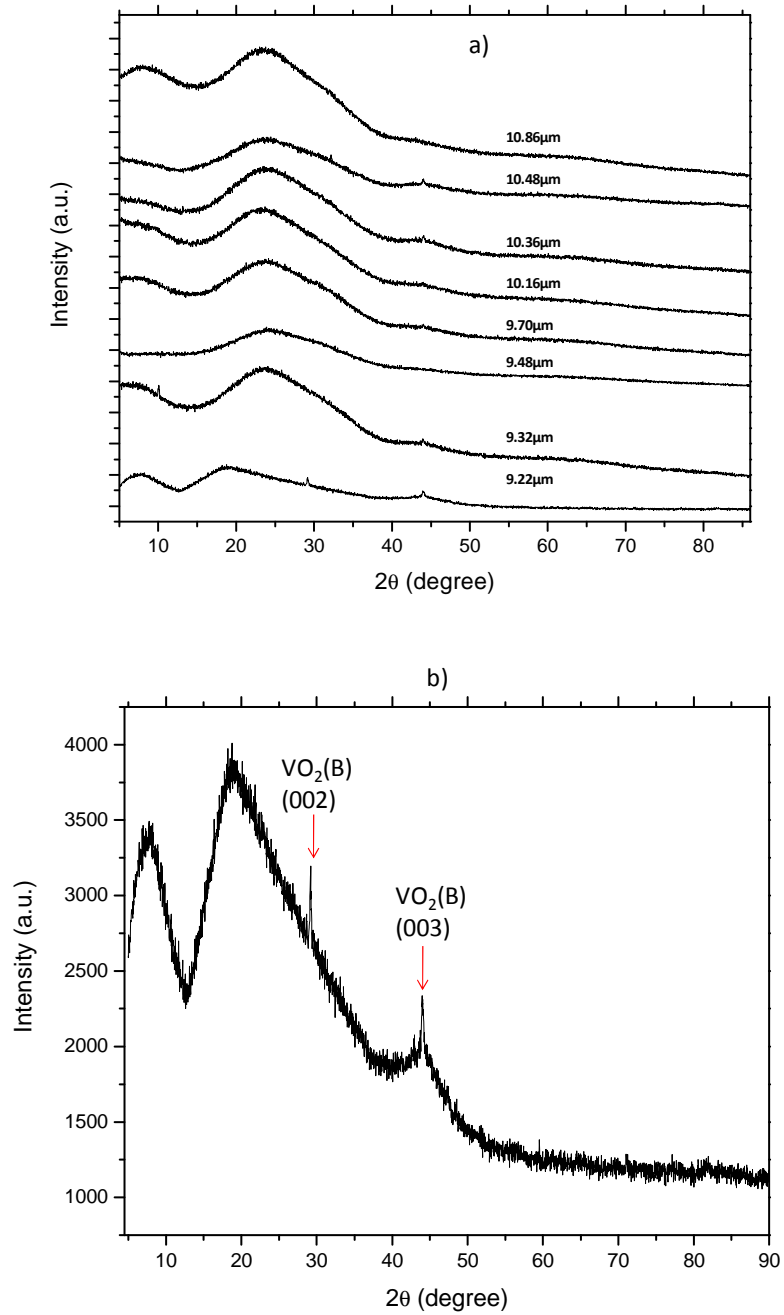 a)
10.86μm
10.48μm
10.36μm
10.16μm
9.70μm
9.48μm
9.32μm
9.22μm
Intensity (a.u.)
10 20 30 40 50 60 70 80
2θ (degree)
b)
VO₂(B)
(002)
VO₂(B)
(003)
Intensity (a.u.)
4000
3500
3000
2500
2000
1500
1000
10 20 30 40 50 60 70 80 90
2θ (degree)